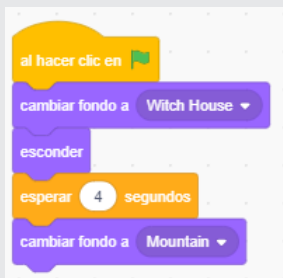 al hacer clic en
cambiar fondo a Witch House
esconder
esperar 4 segundos
cambiar fondo a Mountain